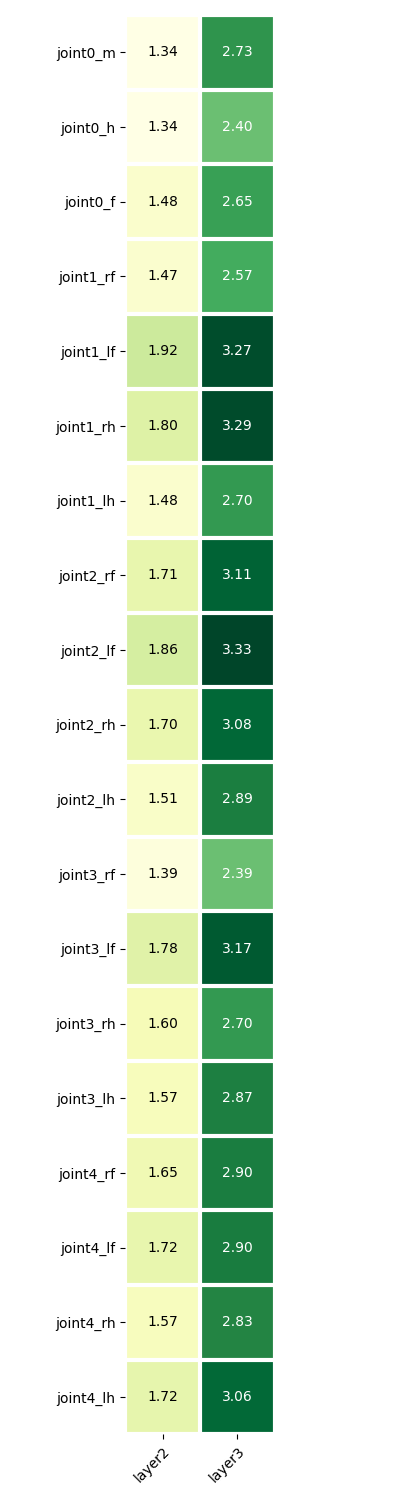 joint0_m 1.34 2.73
joint0_h 1.34 2.40
joint0_f 1.48 2.65
joint1_rf 1.47 2.57
joint1_lf 1.92 3.27
joint1_rh 1.80 3.29
joint1_lh 1.48 2.70
joint2_rf 1.71 3.11
joint2_lf 1.86 3.33
joint2_rh 1.70 3.08
joint2_lh 1.51 2.89
joint3_rf 1.39 2.39
joint3_lf 1.78 3.17
joint3_rh 1.60 2.70
joint3_lh 1.57 2.87
joint4_rf 1.65 2.90
joint4_lf 1.72 2.90
joint4_rh 1.57 2.83
joint4_lh 1.72 3.06
layer2 layer3